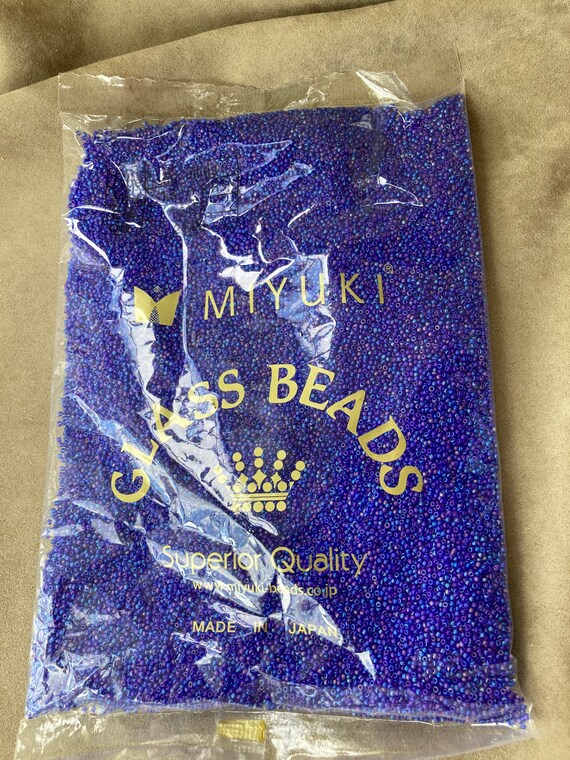 MIYUKI®
GLASS BEADS
Superior Quality
www.miyuki-beads.co.jp
MADE IN JAPAN